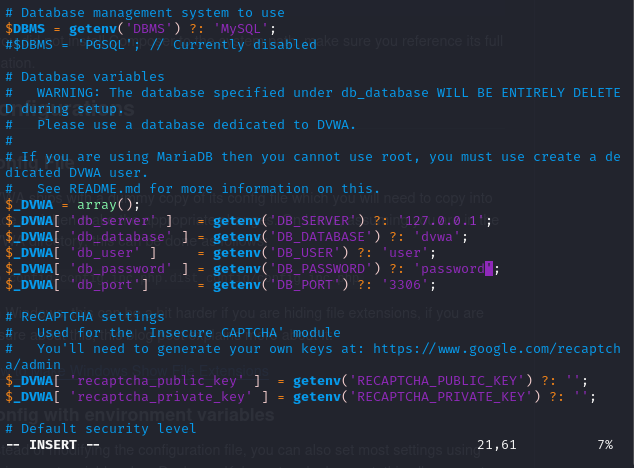 # Database management system to use
$DBMS = getenv('DBMS') ?: 'MySQL';
#$DBMS = 'PGSQL'; // Currently disabled
# Database variables
#   WARNING: The database specified under db_database WILL BE ENTIRELY DELETE
D during setup.
#   Please use a database dedicated to DVWA.
#
# If you are using MariaDB then you cannot use root, you must use create a de
dicated DVWA user.
#   See README.md for more information on this.
$_DVWA = array();
$_DVWA[ 'db_server' ]   = getenv('DB_SERVER') ?: '127.0.0.1';
$_DVWA[ 'db_database' ] = getenv('DB_DATABASE') ?: 'dvwa';
$_DVWA[ 'db_user' ]     = getenv('DB_USER') ?: 'user';
$_DVWA[ 'db_password' ] = getenv('DB_PASSWORD') ?: 'password';
$_DVWA[ 'db_port']      = getenv('DB_PORT') ?: '3306';
# ReCAPTCHA settings
#   Used for the 'Insecure CAPTCHA' module
#   You'll need to generate your own keys at: https://www.google.com/recaptch
a/admin
$_DVWA[ 'recaptcha_public_key' ]  = getenv('RECAPTCHA_PUBLIC_KEY') ?: '';
$_DVWA[ 'recaptcha_private_key' ] = getenv('RECAPTCHA_PRIVATE_KEY') ?: '';
# Default security level
-- INSERT --                                          21,61         7%